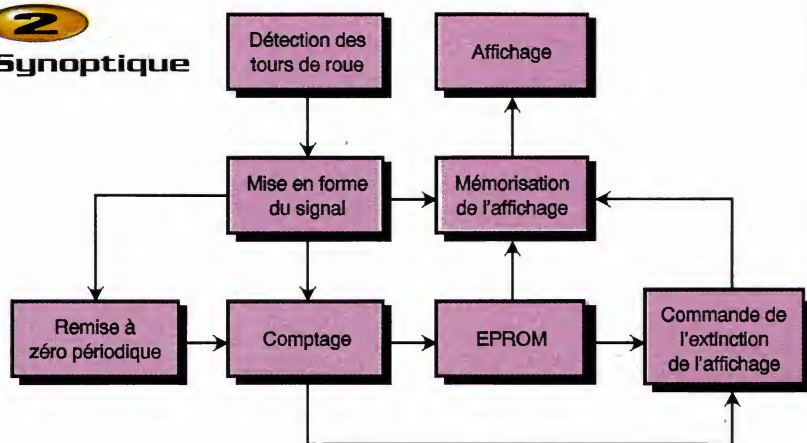 2
Synoptique
Détection des
tours de roue
Affichage
Mise en forme
du signal
Mémorisation
de l'affichage
Remise à
zéro périodique
Comptage
EPROM
Commande de
l'extinction
de l'affichage